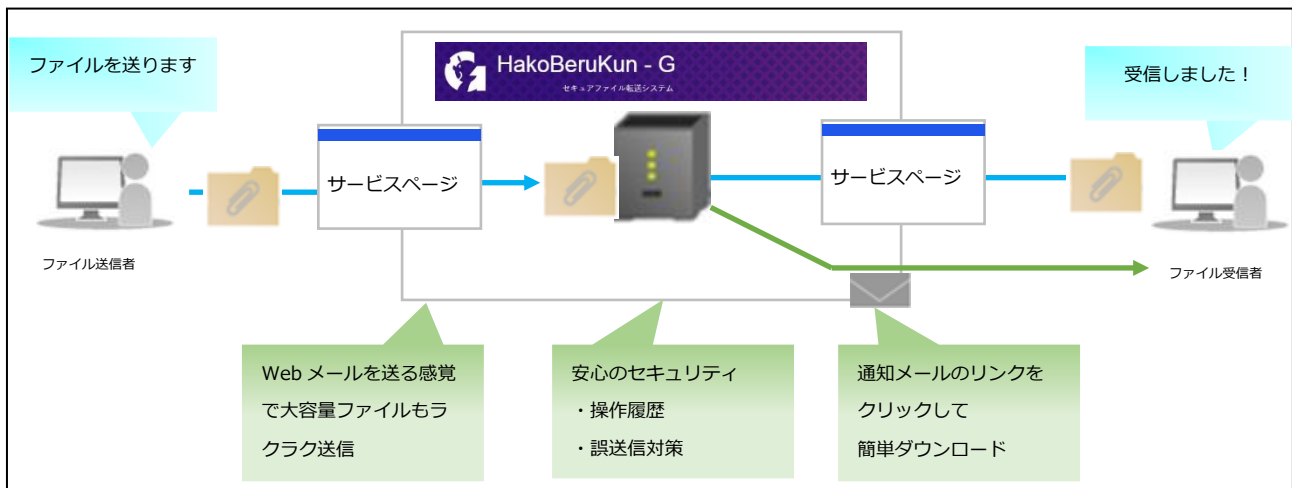 ファイルを送ります
HakoBeruKun - G
セキュアファイル転送システム
受信しました！
サービスページ
サービスページ
ファイル送信者
ファイル受信者
Web メールを送る感覚
で大容量ファイルもラ
クラク送信
安心のセキュリティ
・操作履歴
・誤送信対策
通知メールのリンクを
クリックして
簡単ダウンロード